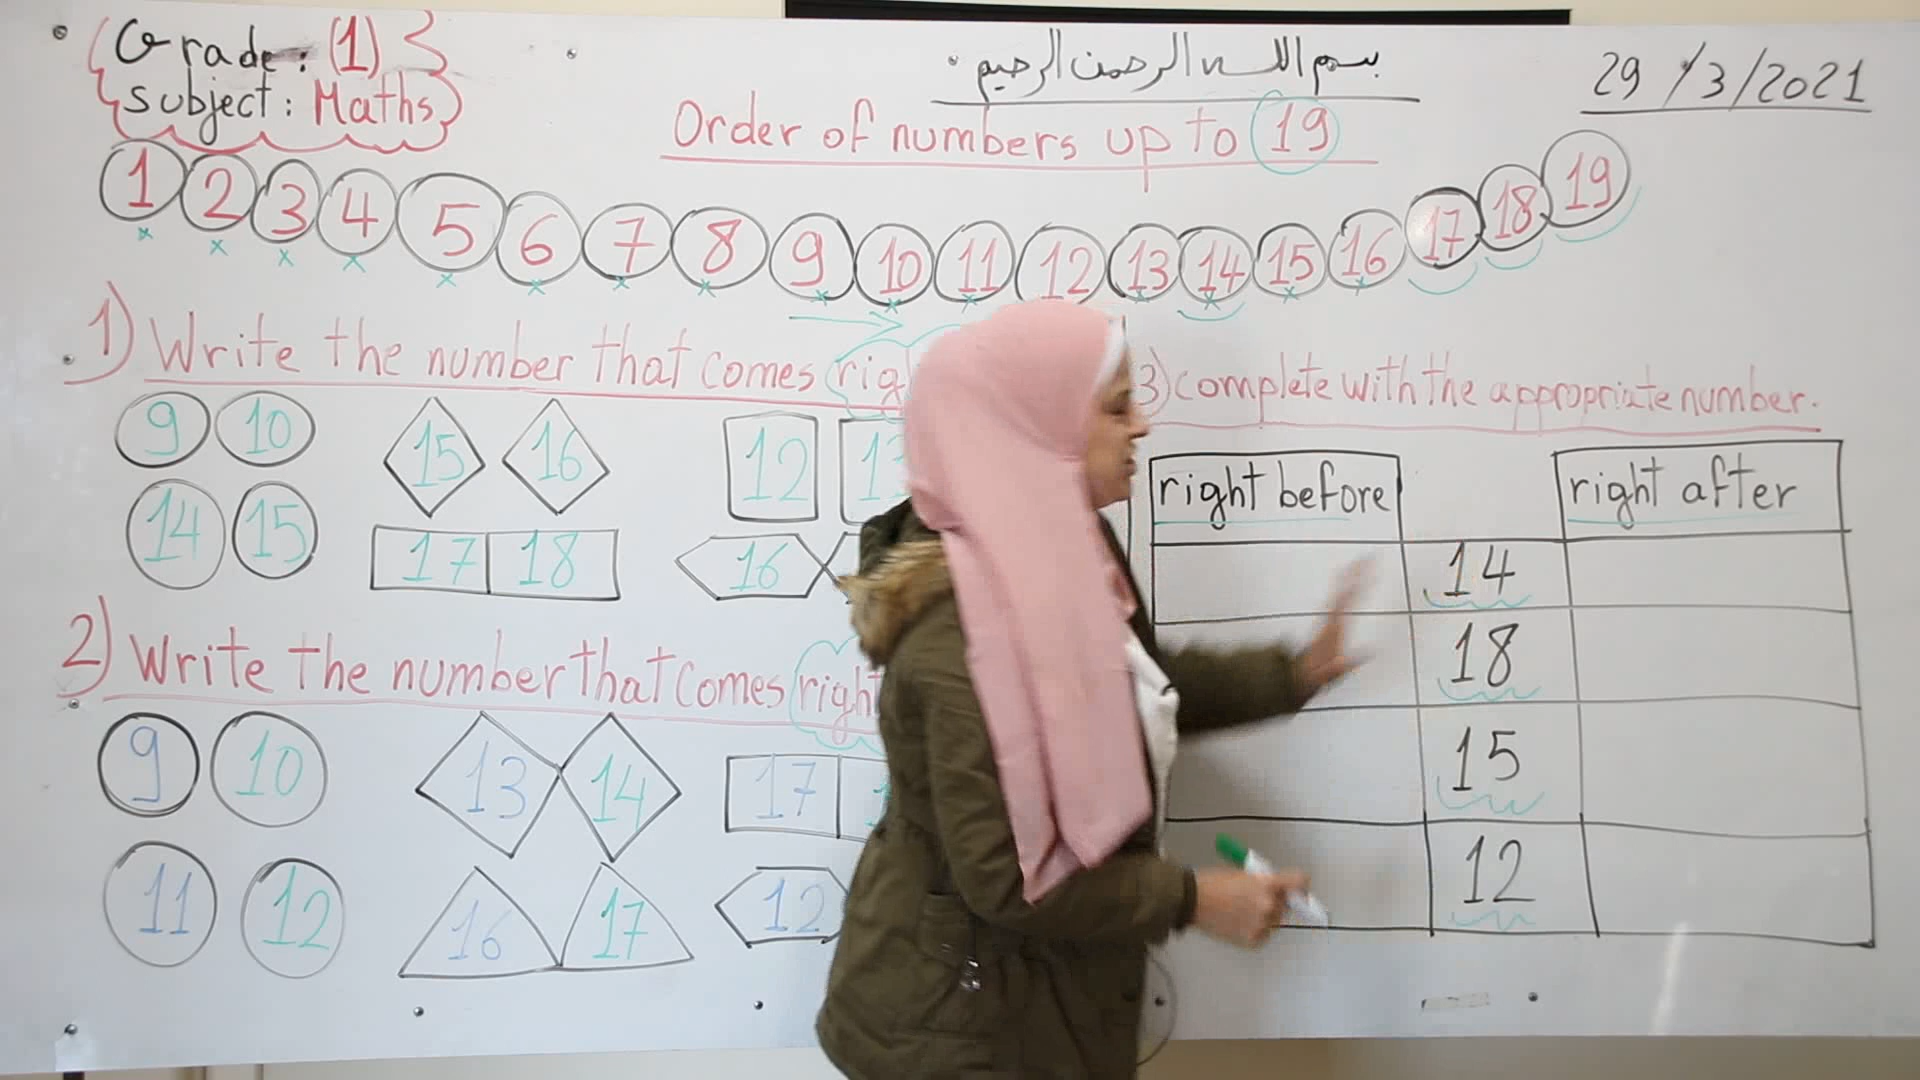 Grade: (1)
subject: Maths
بسم الله الرحمن الرحيم
29/3/2021
Order of numbers up to 19
1 2 3 4 5 6 7 8 9 10 11 12 13 14 15 16 17 18 19
1) Write the number that comes
9 10 15 16 12
14 15 17 18 16
2) Write the number that comes right
9 10 13 14 17
11 12 16 17 12
3) complete with the appropriate number.
right before right after
14
18
15
12